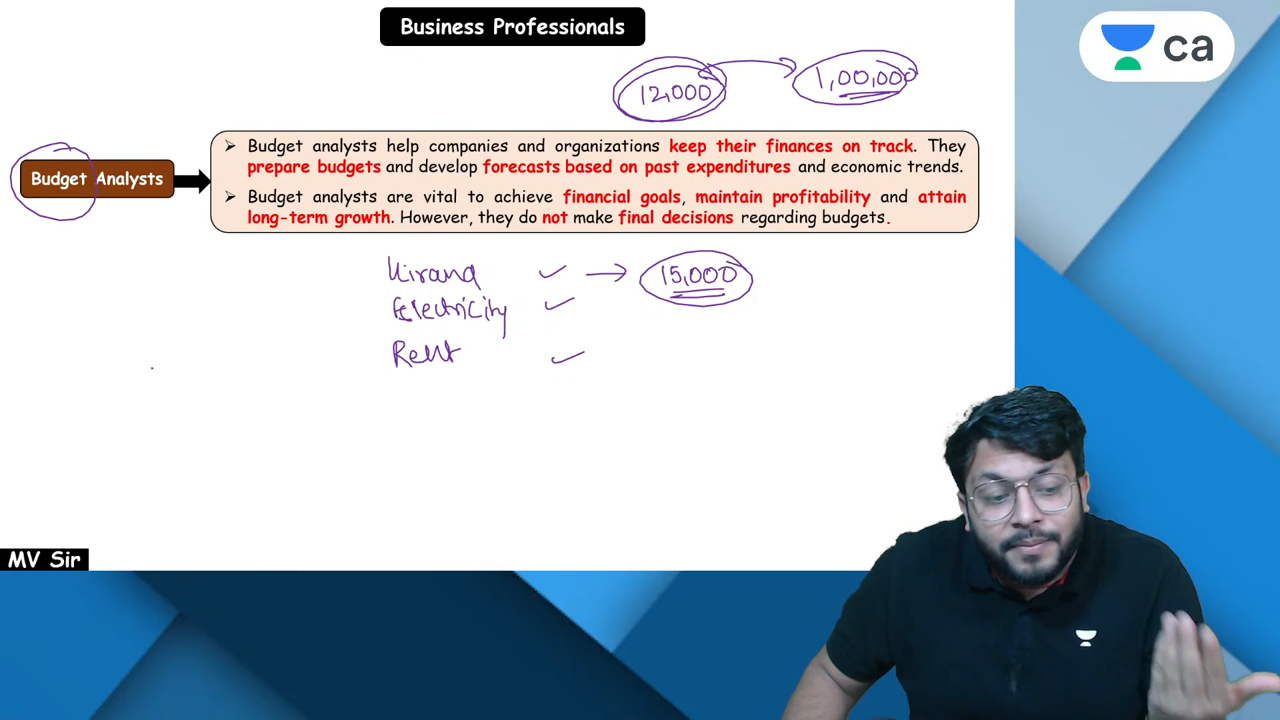 Business Professionals
ca
12,000
1,00,000
Budget Analysts
➤ Budget analysts help companies and organizations keep their finances on track. They
prepare budgets and develop forecasts based on past expenditures and economic trends.
➤ Budget analysts are vital to achieve financial goals, maintain profitability and attain
long-term growth. However, they do not make final decisions regarding budgets.
Kirana ✓ → 15,000
Electricity ✓
Rent ✓
MV Sir